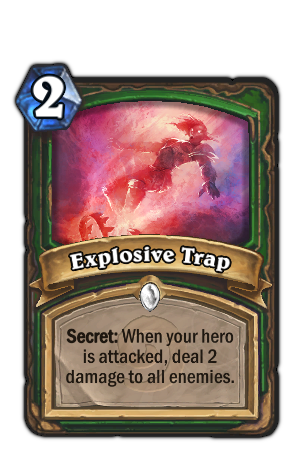 2
Explosive Trap
Secret: When your hero
is attacked, deal 2
damage to all enemies.